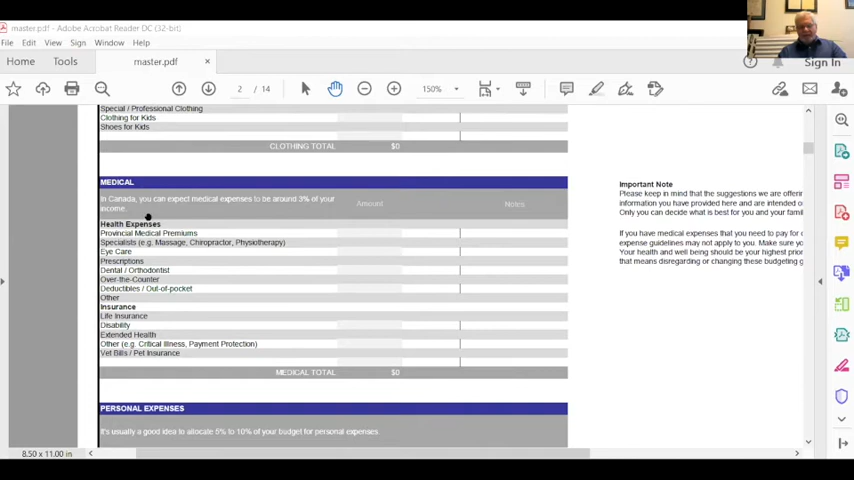 master.pdf - Adobe Acrobat Reader DC (32-bit)
File Edit View Sign Window Help
Home Tools master.pdf × Sign In
2 / 14 150%
Special / Professional Clothing
Clothing for Kids
Shoes for Kids
CLOTHING TOTAL $0
MEDICAL
In Canada, you can expect medical expenses to be around 3% of your
income.
Amount Notes
Health Expenses
Provincial Medical Premiums
Specialists (e.g. Massage, Chiropractor, Physiotherapy)
Eye Care
Prescriptions
Dental / Orthodontist
Over-the-Counter
Deductibles / Out-of-pocket
Other
Insurance
Life Insurance
Disability
Extended Health
Other (e.g. Critical Illness, Payment Protection)
Vet Bills / Pet Insurance
MEDICAL TOTAL $0
PERSONAL EXPENSES
It's usually a good idea to allocate 5% to 10% of your budget for personal expenses
Important Note
Please keep in mind that the suggestions we are offerin
information you have provided here and are intended o
Only you can decide what is best for you and your famil
If you have medical expenses that you need to pay for o
expense guidelines may not apply to you. Make sure yo
Your health and well being should be your highest priori
that means disregarding or changing these budgeting g
8.50 x 11.00 in